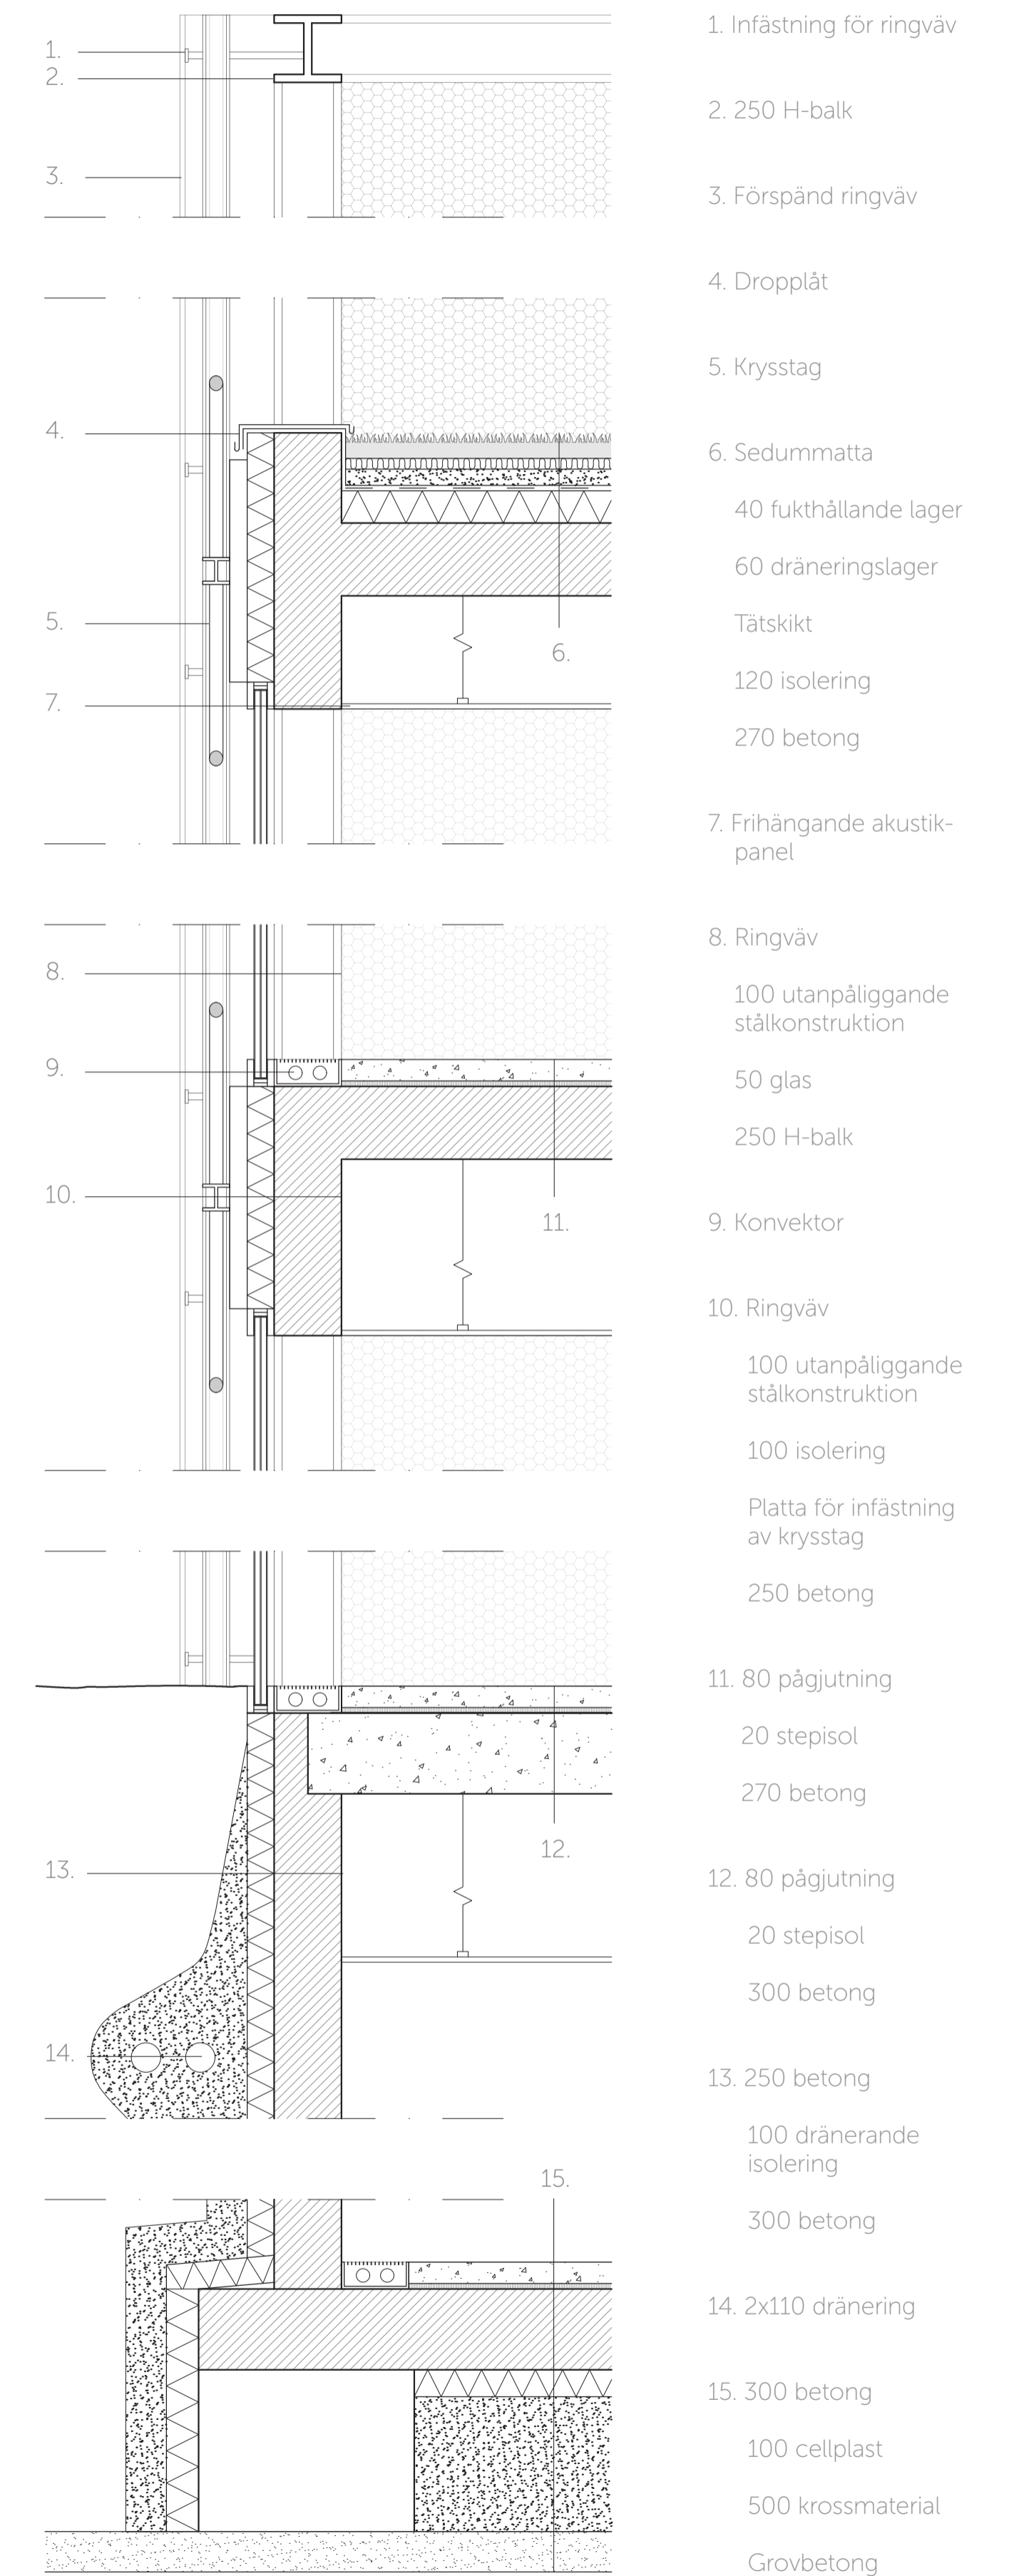 1.
2.
3.
4.
5.
6.
7.
8.
9.
10.
11.
12.
13.
14.
15.
1. Infästning för ringväv
2. 250 H-balk
3. Förspänd ringväv
4. Dropplåt
5. Krysstag
6. Sedummatta
40 fukthållande lager
60 dräneringslager
Tätskikt
120 isolering
270 betong
7. Frihängande akustik-
panel
8. Ringväv
100 utanpåliggande
stålkonstruktion
50 glas
250 H-balk
9. Konvektor
10. Ringväv
100 utanpåliggande
stålkonstruktion
100 isolering
Platta för infästning
av krysstag
250 betong
11. 80 pågjutning
20 stepisol
270 betong
12. 80 pågjutning
20 stepisol
300 betong
13. 250 betong
100 dränerande
isolering
300 betong
14. 2x110 dränering
15. 300 betong
100 cellplast
500 krossmaterial
Grovbetong